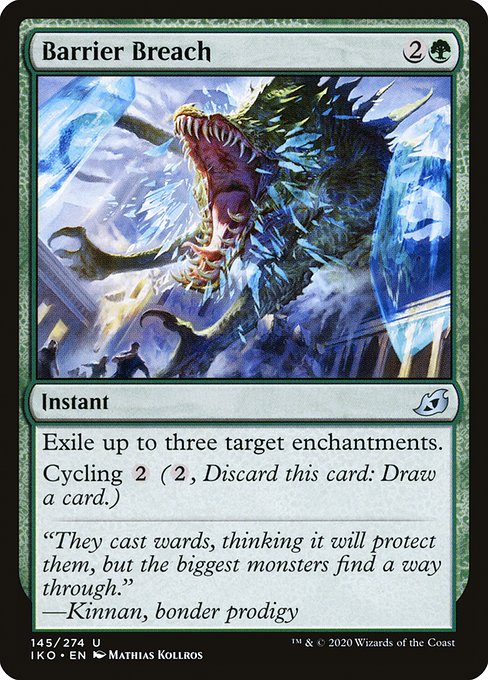 Barrier Breach 2
Instant
Exile up to three target enchantments.
Cycling 2 (2, Discard this card: Draw
a card.)
“They cast wards, thinking it will protect
them, but the biggest monsters find a way
through.”
—Kinnan, bonder prodigy
145/274 U
™ & © 2020 Wizards of the Coast
IKO • EN Mathias Kollros